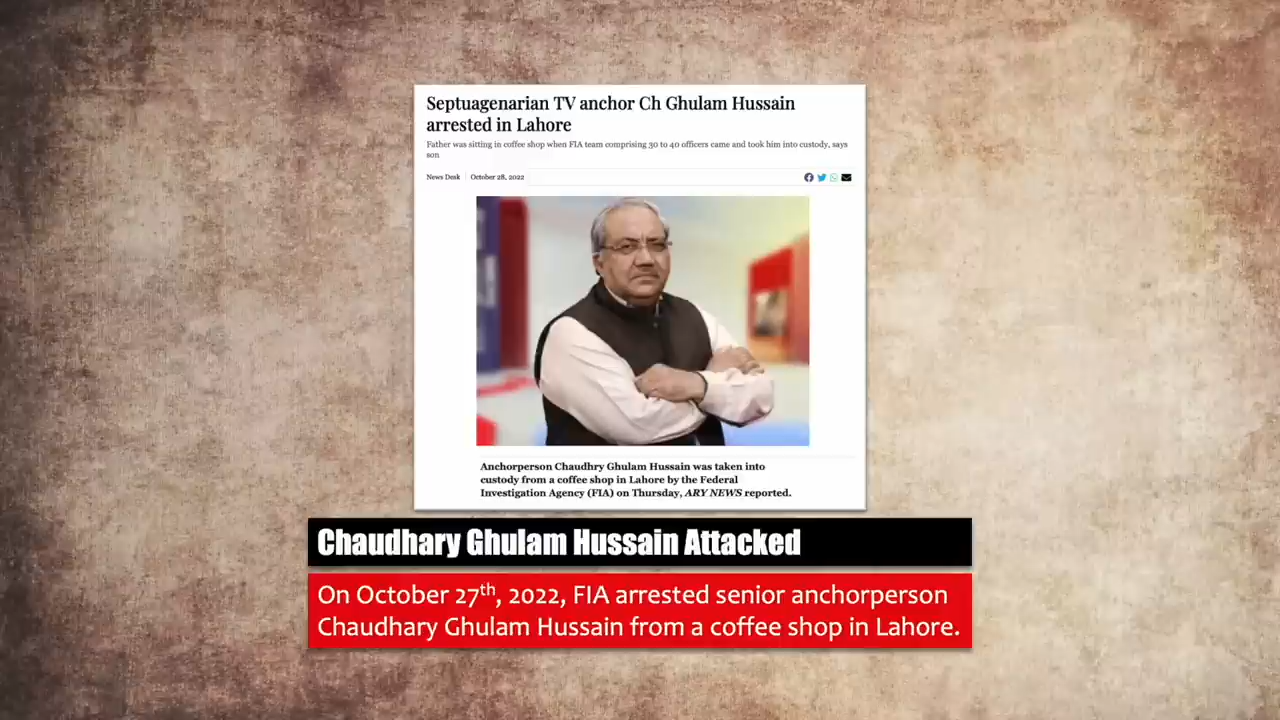 Septuagenarian TV anchor Ch Ghulam Hussain
arrested in Lahore
Father was sitting in coffee shop when FIA team comprising 30 to 40 officers came and took him into custody, says
son
News Desk October 28, 2022
Anchorperson Chaudhry Ghulam Hussain was taken into
custody from a coffee shop in Lahore by the Federal
Investigation Agency (FIA) on Thursday, ARY NEWS reported.
Chaudhary Ghulam Hussain Attacked
On October 27th, 2022, FIA arrested senior anchorperson
Chaudhary Ghulam Hussain from a coffee shop in Lahore.